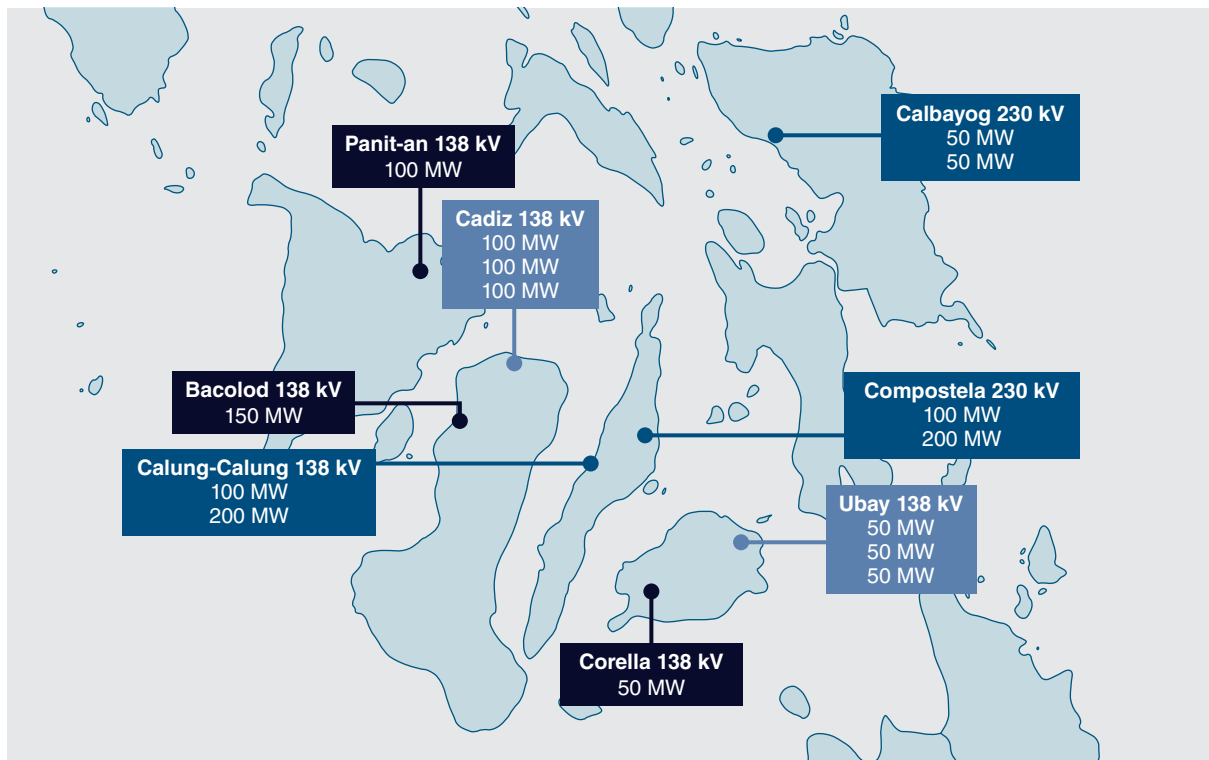 Calbayog 230 kV
50 MW
50 MW
Panit-an 138 kV
100 MW
Cadiz 138 kV
100 MW
100 MW
100 MW
Bacolod 138 kV
150 MW
Compostela 230 kV
100 MW
200 MW
Calung-Calung 138 kV
100 MW
200 MW
Ubay 138 kV
50 MW
50 MW
50 MW
Corella 138 kV
50 MW